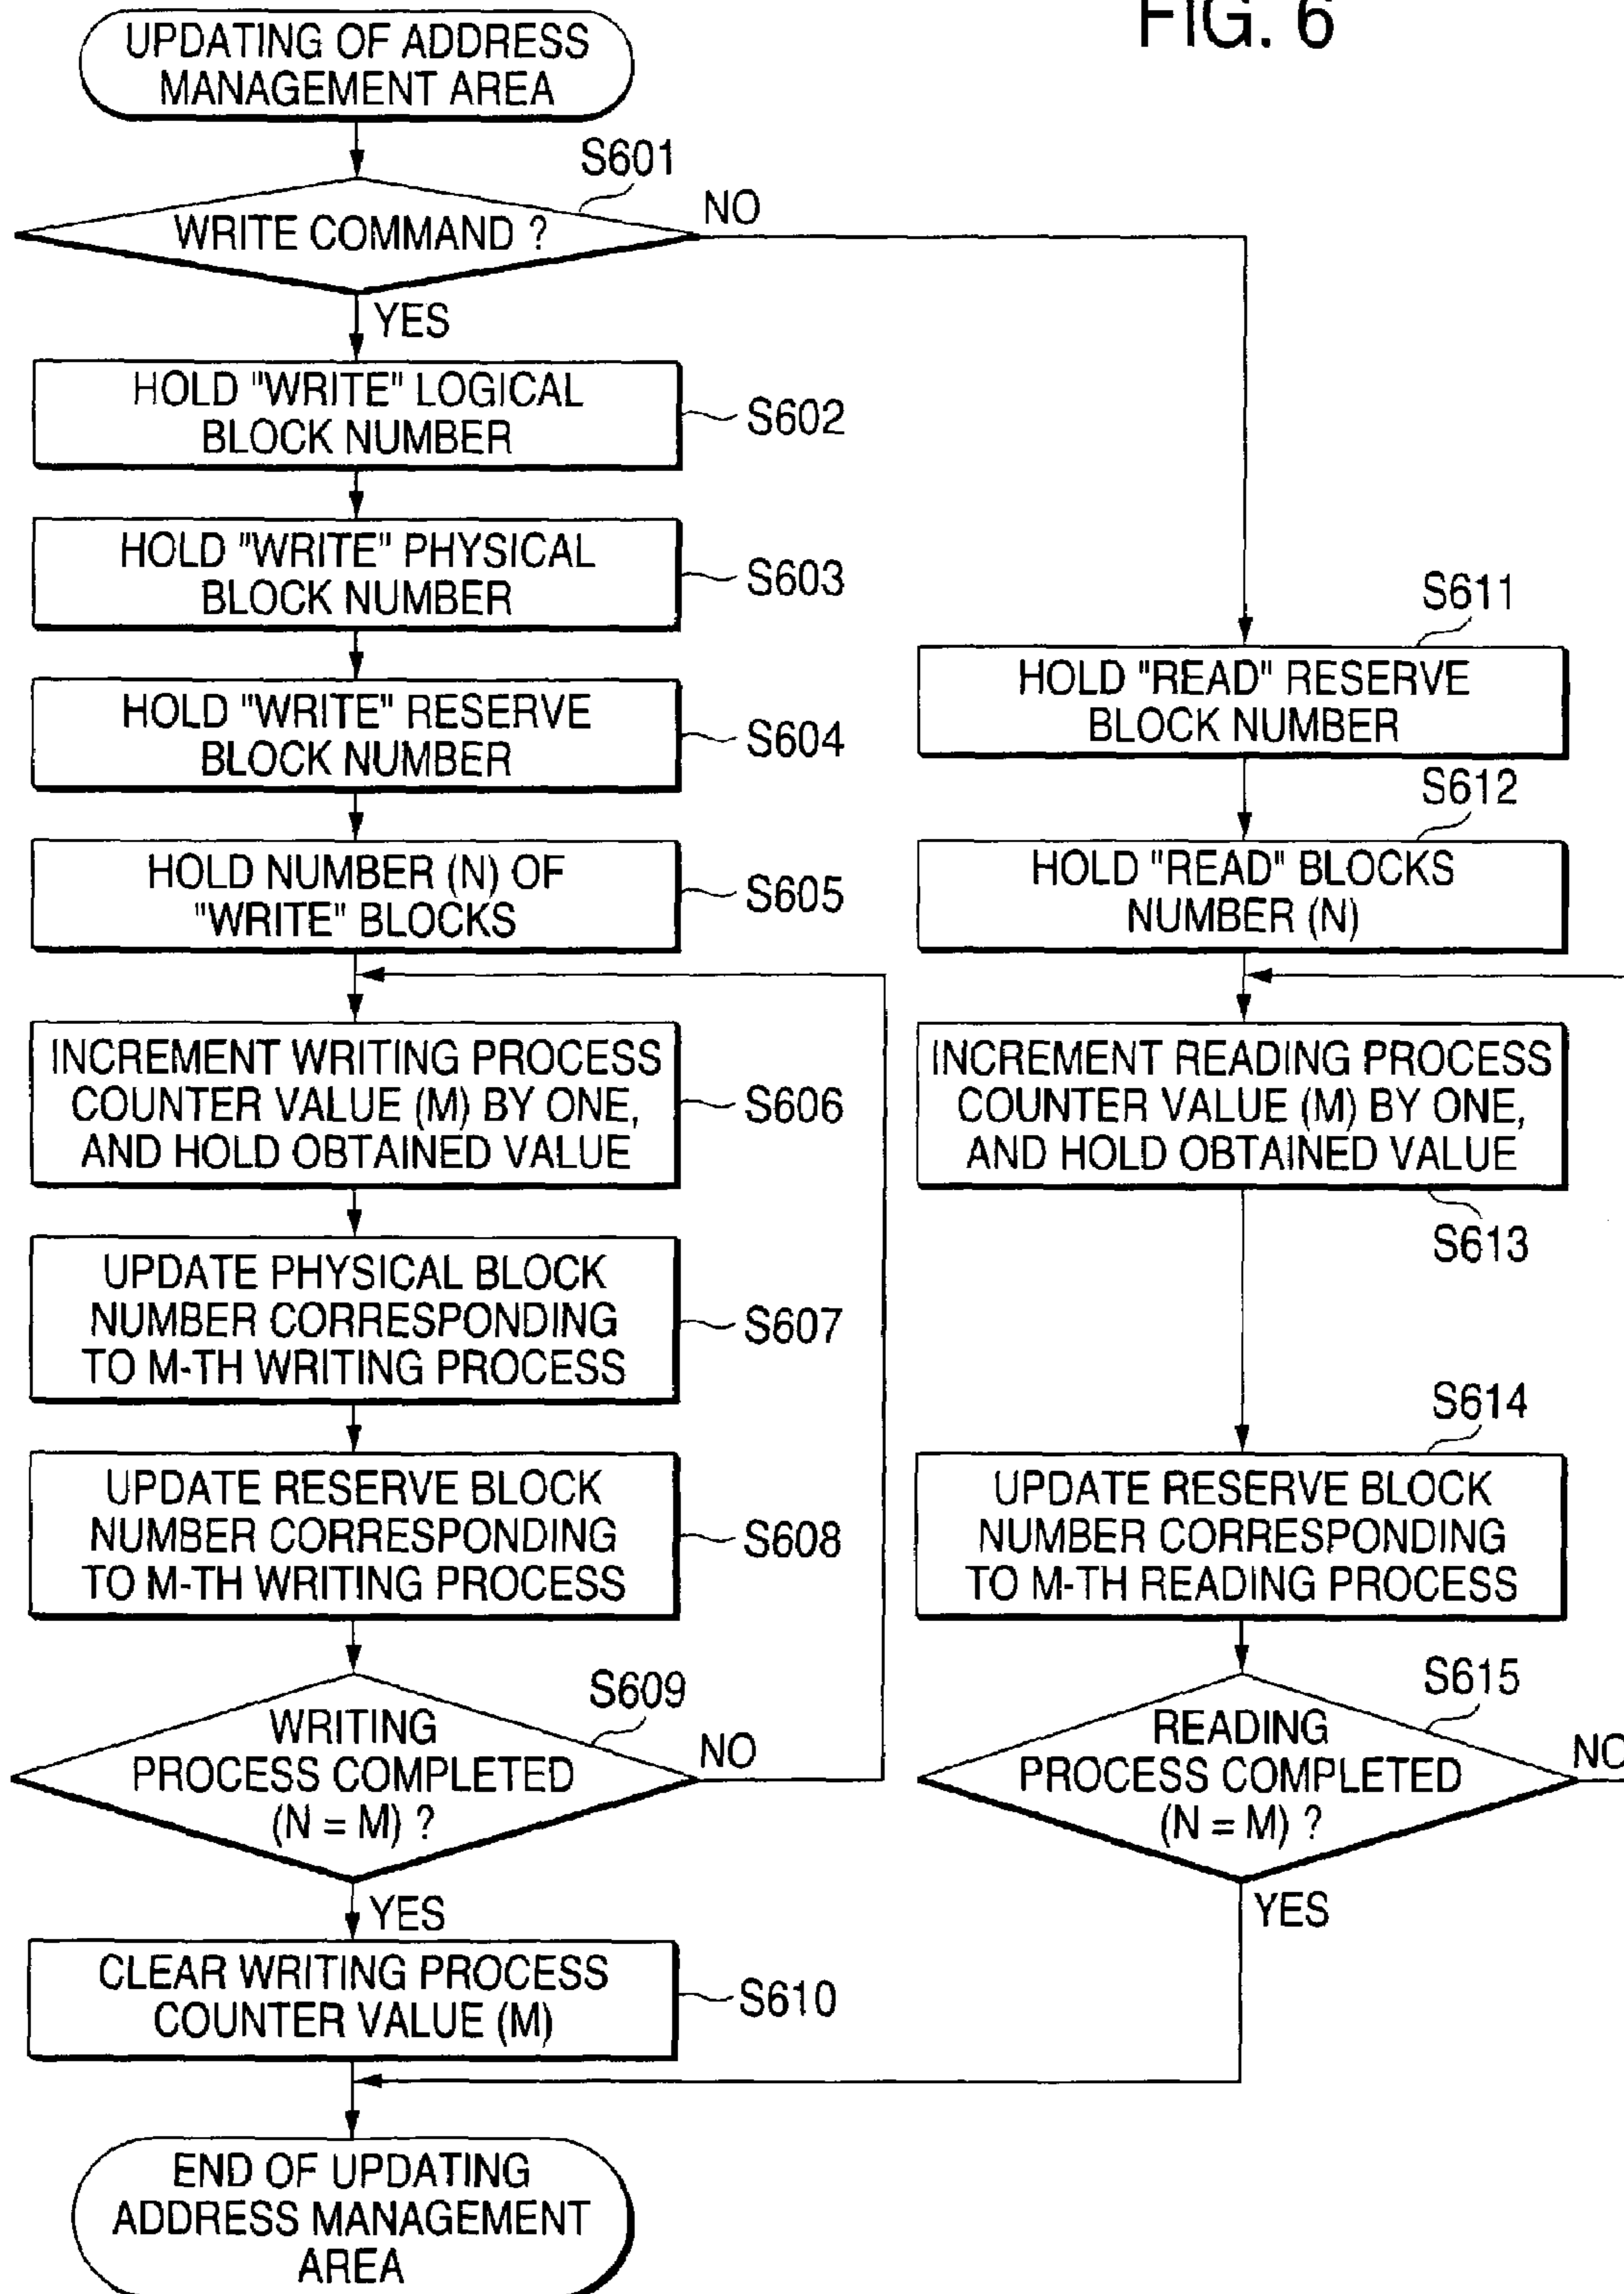 FIG. 6
UPDATING OF ADDRESS
MANAGEMENT AREA
S601
WRITE COMMAND ?
NO
YES
HOLD "WRITE" LOGICAL
BLOCK NUMBER
S602
HOLD "WRITE" PHYSICAL
BLOCK NUMBER
S603
HOLD "WRITE" RESERVE
BLOCK NUMBER
S604
HOLD NUMBER (N) OF
"WRITE" BLOCKS
S605
INCREMENT WRITING PROCESS
COUNTER VALUE (M) BY ONE,
AND HOLD OBTAINED VALUE
S606
UPDATE PHYSICAL BLOCK
NUMBER CORRESPONDING
TO M-TH WRITING PROCESS
S607
UPDATE RESERVE BLOCK
NUMBER CORRESPONDING
TO M-TH WRITING PROCESS
S608
S609
WRITING
PROCESS COMPLETED
(N = M) ?
NO
YES
CLEAR WRITING PROCESS
COUNTER VALUE (M)
S610
S611
HOLD "READ" RESERVE
BLOCK NUMBER
S612
HOLD "READ" BLOCKS
NUMBER (N)
INCREMENT READING PROCESS
COUNTER VALUE (M) BY ONE,
AND HOLD OBTAINED VALUE
S613
S614
UPDATE RESERVE BLOCK
NUMBER CORRESPONDING
TO M-TH READING PROCESS
S615
READING
PROCESS COMPLETED
(N = M) ?
NO
YES
END OF UPDATING
ADDRESS MANAGEMENT
AREA